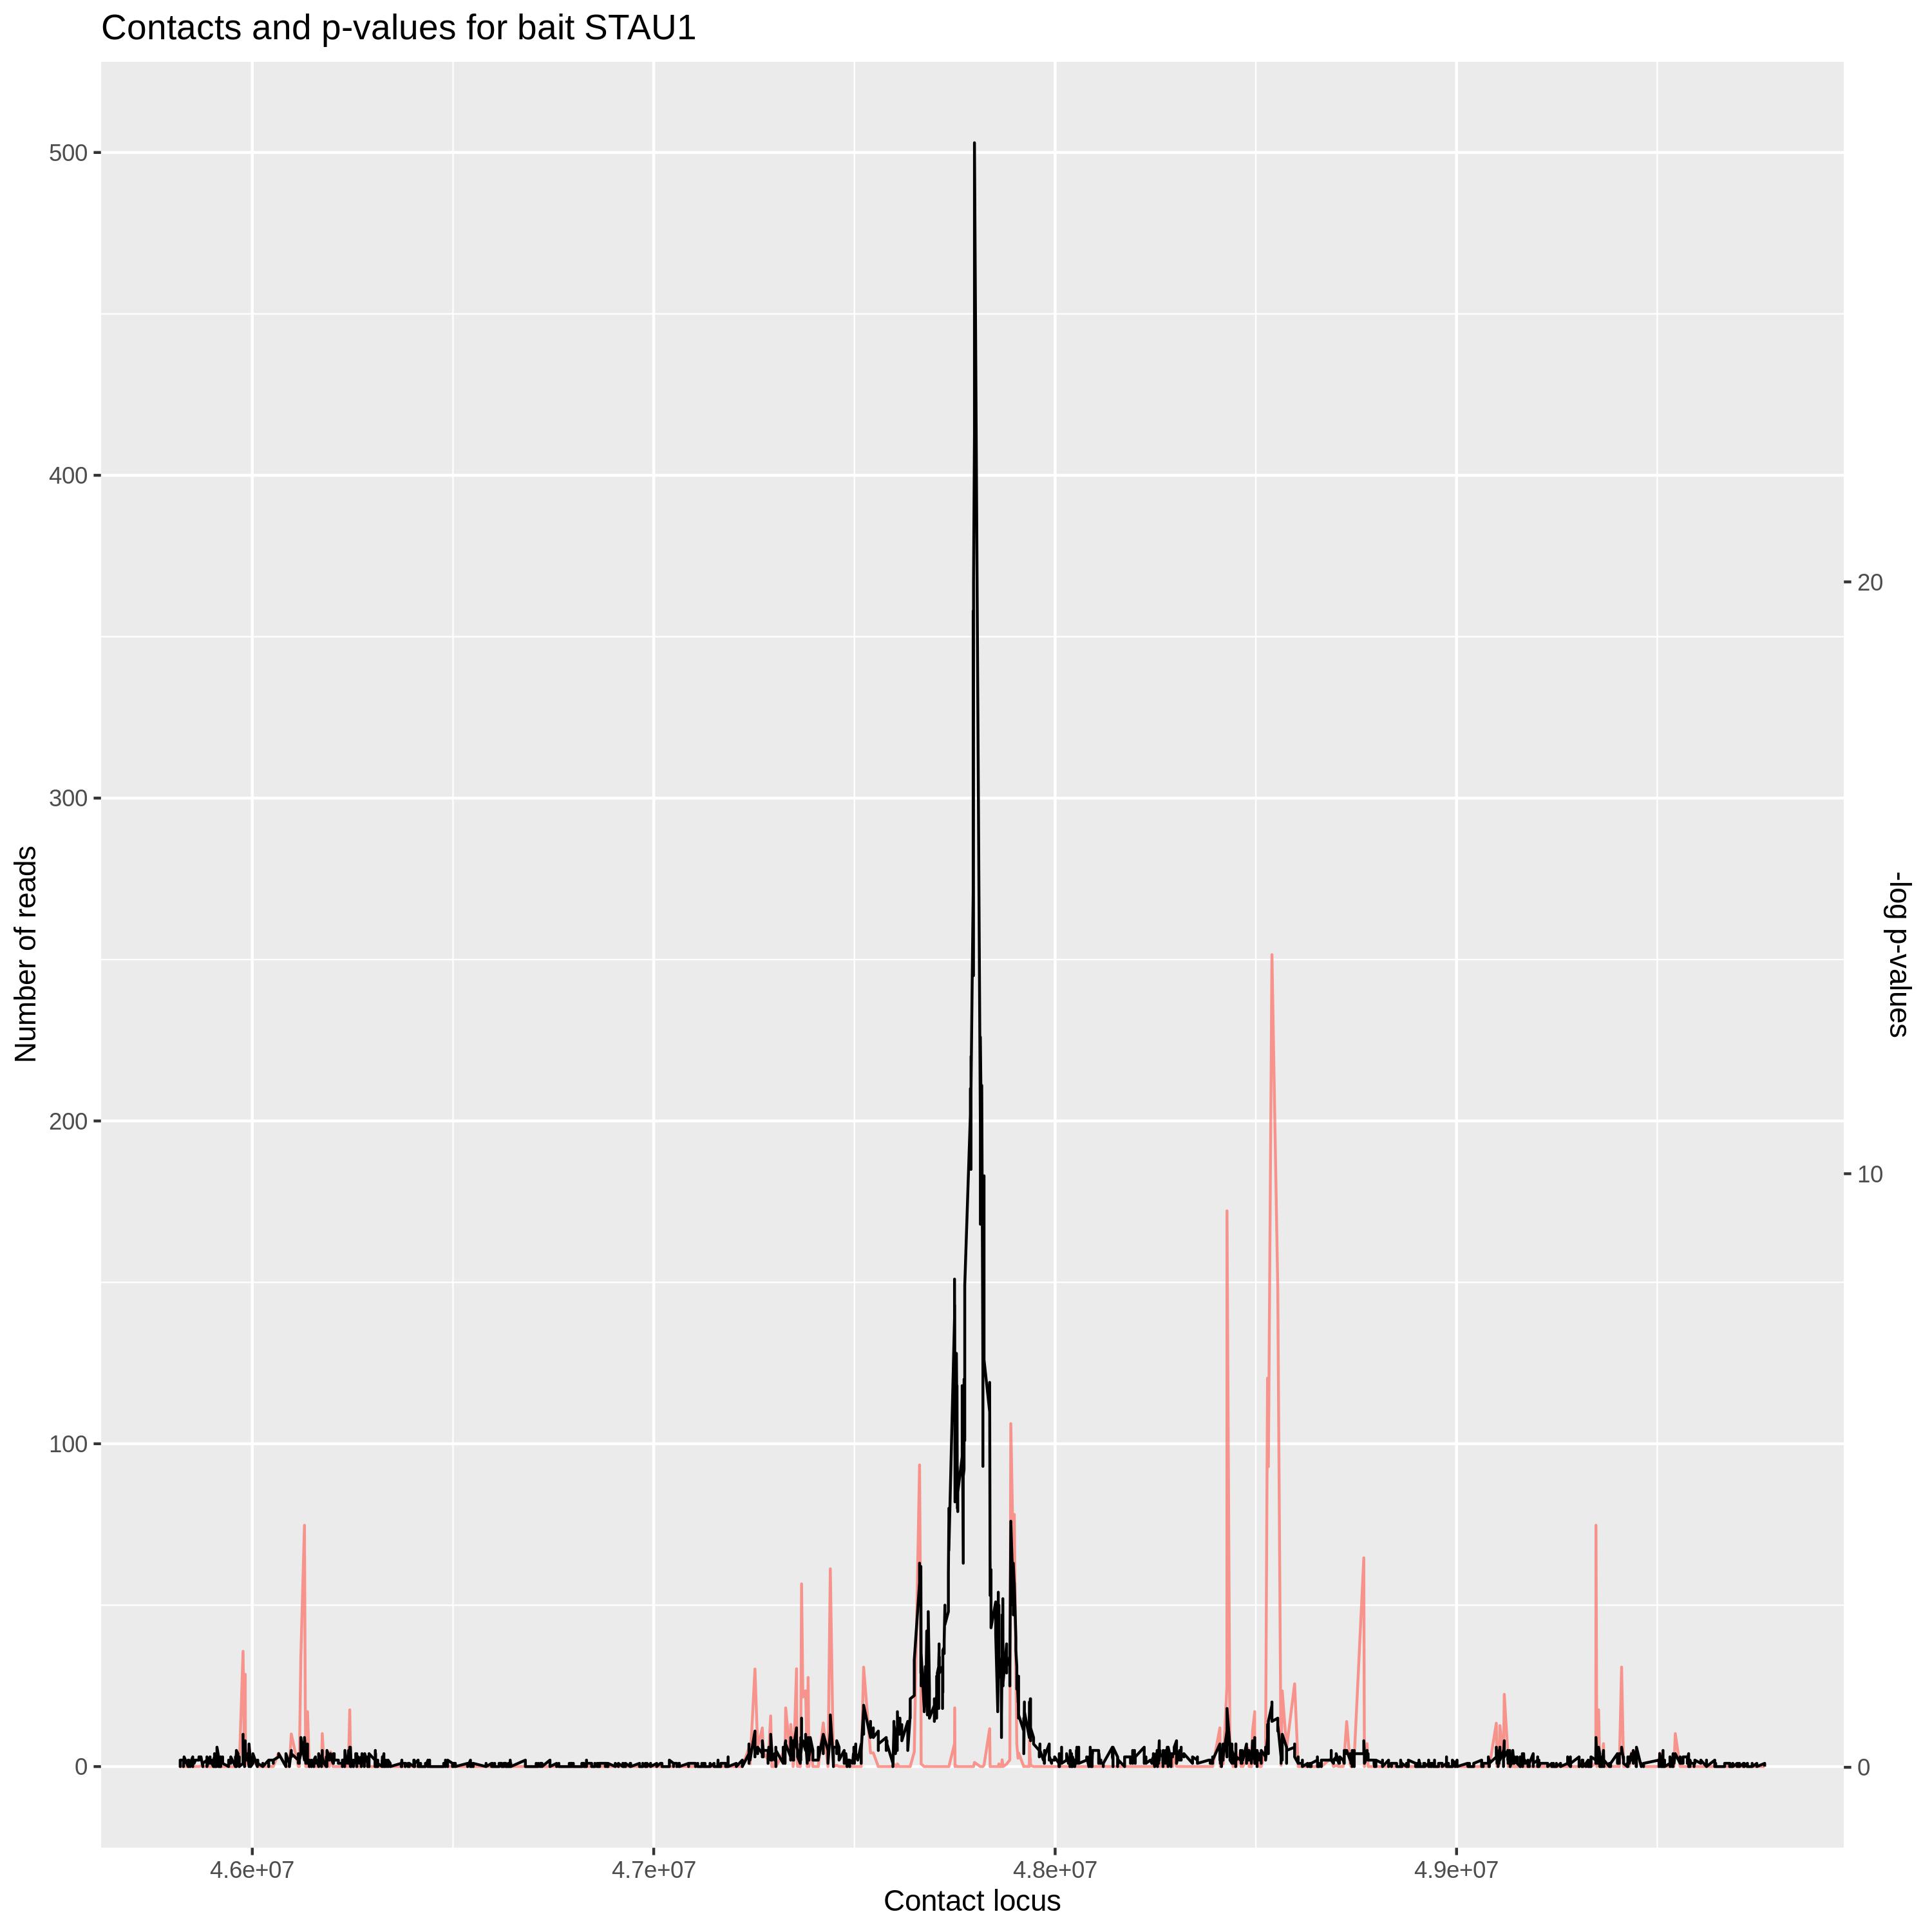 Contacts and p-values for bait STAU1
500
400
300
200
100
0
Number of reads
20
10
0
-log p-values
4.6e+07
4.7e+07
4.8e+07
4.9e+07
Contact locus